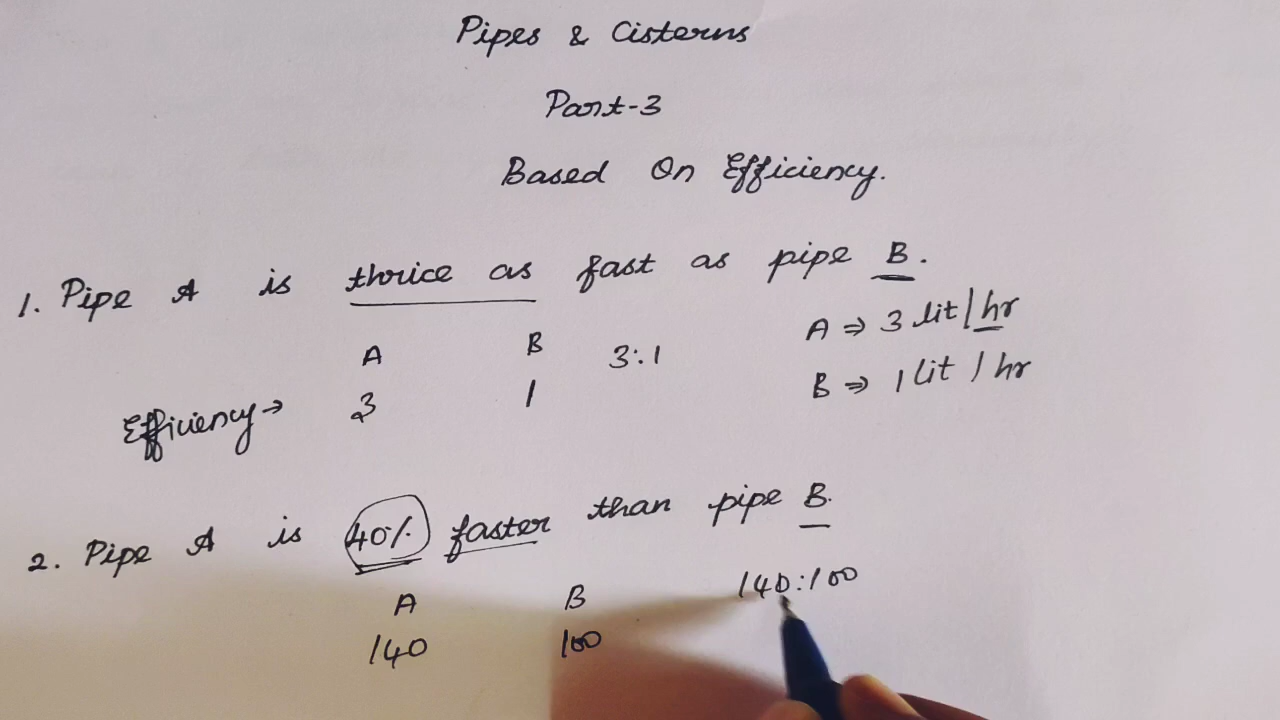 Pipes & Cisterns
Part-3
Based On Efficiency.
1. Pipe A is thrice as fast as pipe B.
A B 3:1 A ⇒ 3 lit/hr
Efficiency → 3 1 B ⇒ 1 lit/hr
2. Pipe A is 40% faster than pipe B.
A B 140:100
140 100